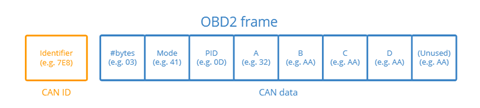 OBD2 frame
Identifier
(e.g. 7E8)
#bytes
(e.g. 03)
Mode
(e.g. 41)
PID
(e.g. 0D)
A
(e.g. 32)
B
(e.g. AA)
C
(e.g. AA)
D
(e.g. AA)
(Unused)
(e.g. AA)
CAN ID
CAN data